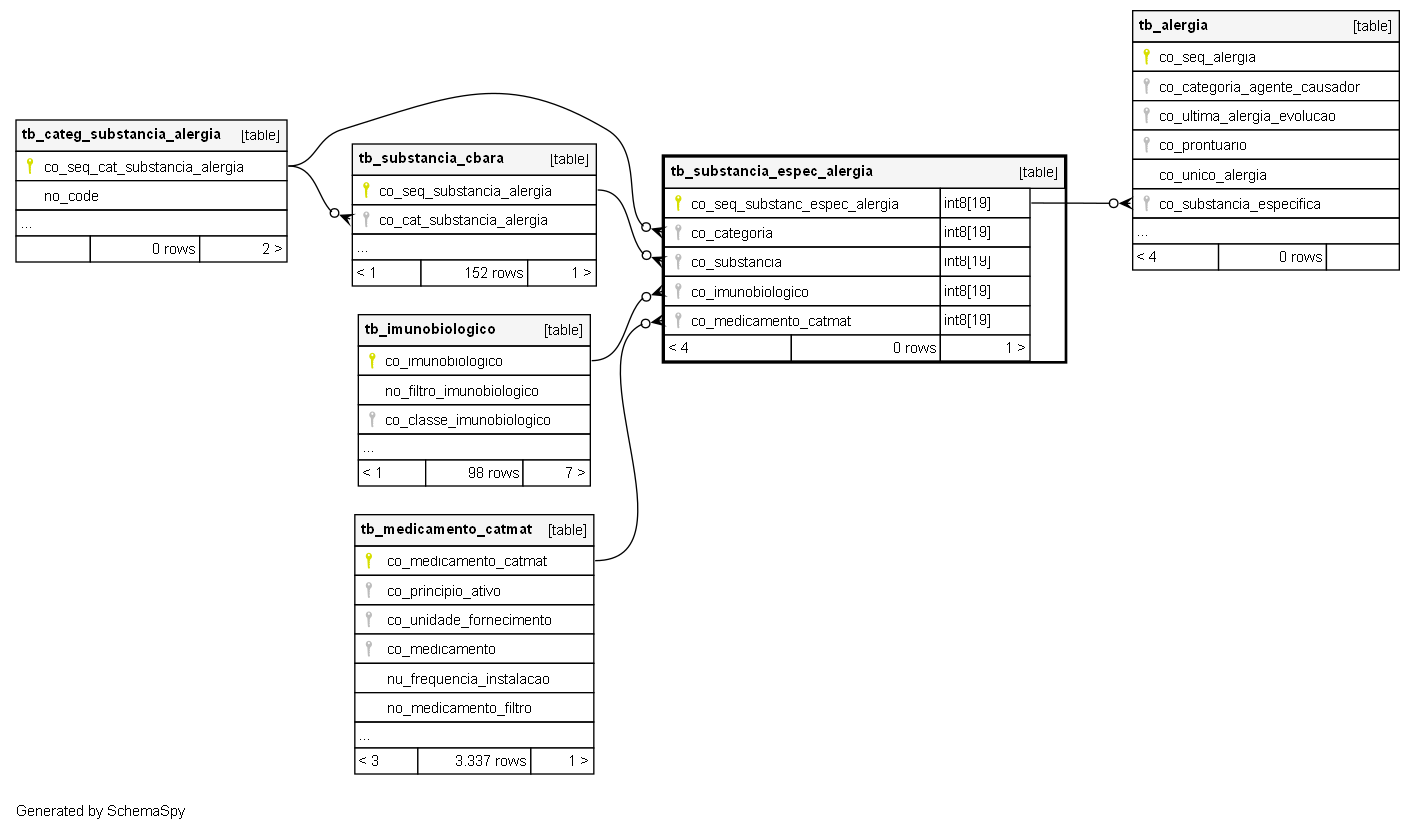 tb_categ_substancia_alergia [table]
co_seq_cat_substancia_alergia
no_code
...
0 rows 2 >
tb_substancia_cbara [table]
co_seq_substancia_alergia
co_cat_substancia_alergia
...
< 1 152 rows 1 >
tb_imunobiologico [table]
co_imunobiologico
no_filtro_imunobiologico
co_classe_imunobiologico
...
< 1 98 rows 7 >
tb_medicamento_catmat [table]
co_medicamento_catmat
co_principio_ativo
co_unidade_fornecimento
co_medicamento
nu_frequencia_instalacao
no_medicamento_filtro
...
< 3 3.337 rows 1 >
tb_substancia_espec_alergia [table]
co_seq_substanc_espec_alergia int8[19]
co_categoria int8[19]
co_substancia int8[19]
co_imunobiologico int8[19]
co_medicamento_catmat int8[19]
< 4 0 rows 1 >
tb_alergia [table]
co_seq_alergia
co_categoria_agente_causador
co_ultima_alergia_evolucao
co_prontuario
co_unico_alergia
co_substancia_especifica
...
< 4 0 rows
Generated by SchemaSpy